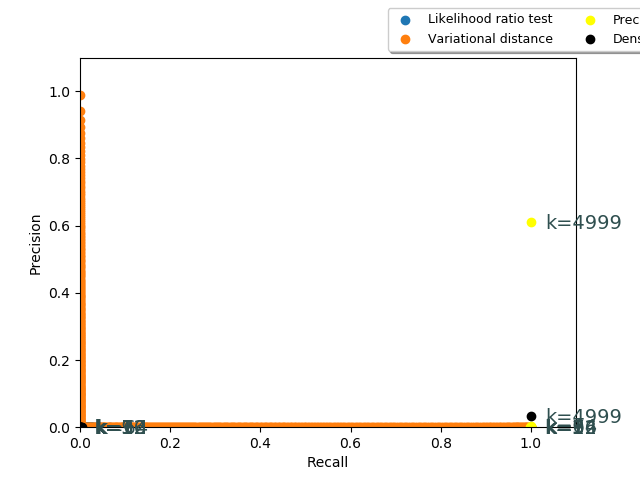 Likelihood ratio test
Variational distance
Prec
Dens
1.0
0.8
0.6
0.4
0.2
0.0
Precision
k=4999
k=4999
0.0
0.2
0.4
0.6
0.8
1.0
Recall